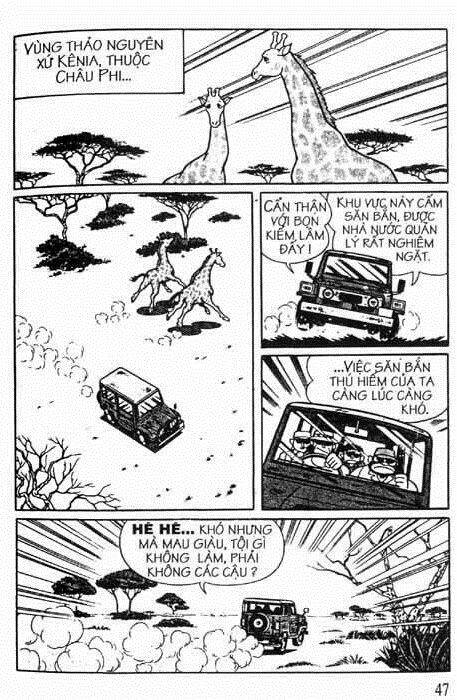 VÙNG THẢO NGUYÊN
XỨ KÊNIA, THUỘC
CHÂU PHI...
CẨN THẬN
VỚI BỌN
KIỂM LÂM
ĐẤY !
KHU VỰC NÀY CẤM
SĂN BẮN, ĐƯỢC
NHÀ NƯỚC QUẢN
LÝ RẤT NGHIÊM
NGẶT.
...VIỆC SĂN BẮN
THÚ HIẾM CỦA TA
CÀNG LÚC CÀNG
KHÓ.
HÊ HÊ... KHÓ NHƯNG
MÀ MAU GIÀU, TỘI GÌ
KHÔNG LÀM, PHẢI
KHÔNG CÁC CẬU ?
47